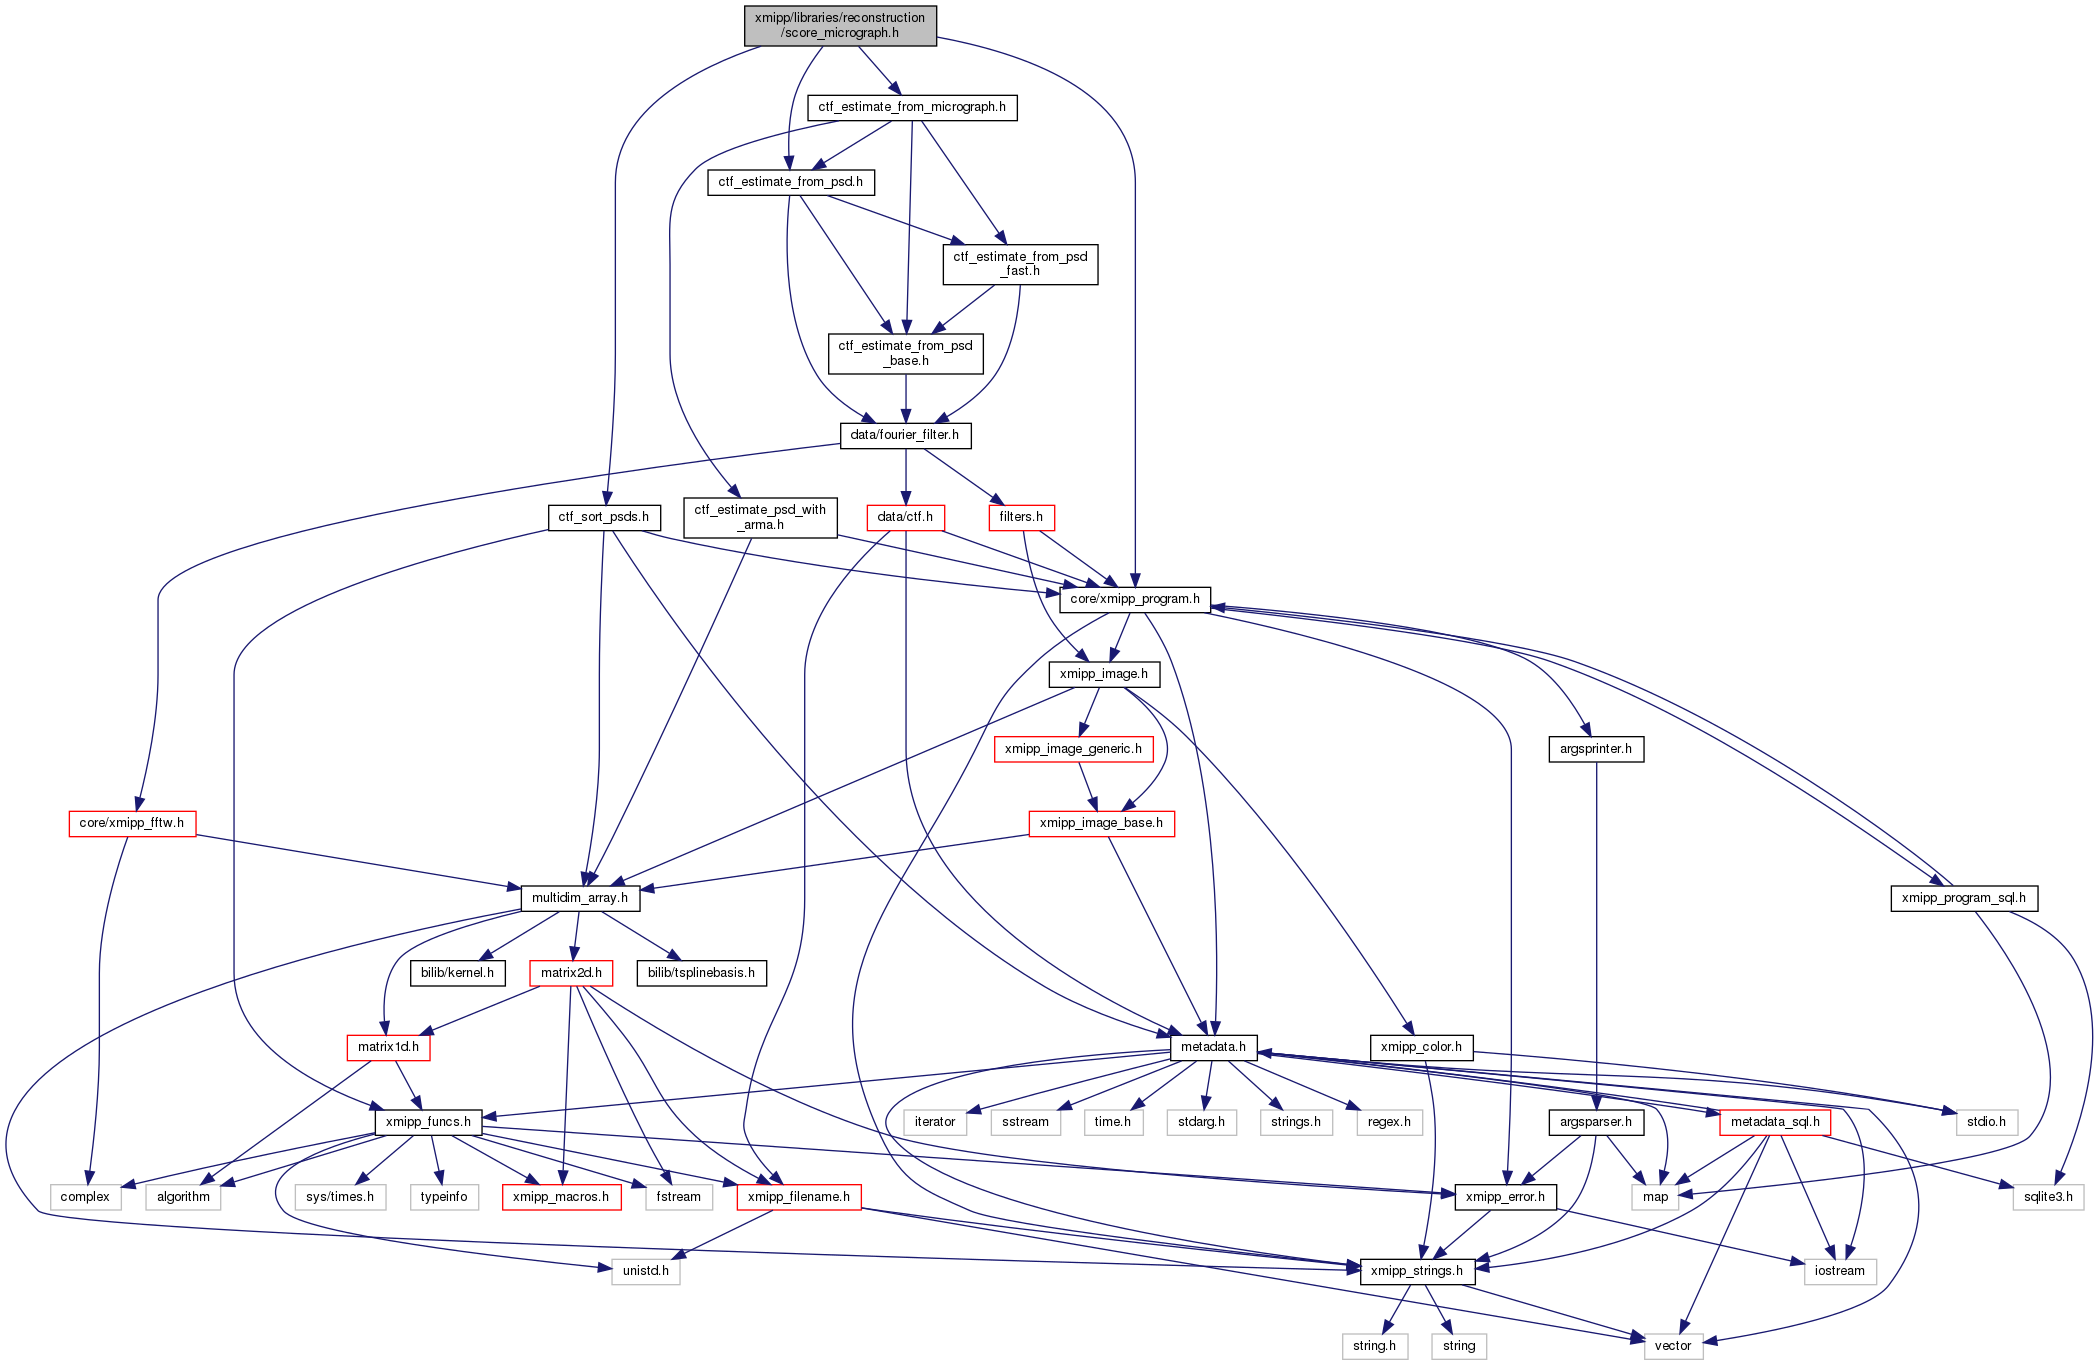 xmipp/libraries/reconstruction
/score_micrograph.h
ctf_estimate_from_micrograph.h
ctf_estimate_from_psd.h
ctf_estimate_from_psd
_fast.h
ctf_estimate_from_psd
_base.h
data/fourier_filter.h
ctf_sort_psds.h
ctf_estimate_psd_with
_arma.h
data/ctf.h
filters.h
core/xmipp_program.h
xmipp_image.h
xmipp_image_generic.h
argsprinter.h
core/xmipp_fftw.h
xmipp_image_base.h
multidim_array.h
xmipp_program_sql.h
bilib/kernel.h
matrix2d.h
bilib/tsplinebasis.h
matrix1d.h
metadata.h
xmipp_color.h
xmipp_funcs.h
iterator
sstream
time.h
stdarg.h
strings.h
regex.h
argsparser.h
metadata_sql.h
stdio.h
complex
algorithm
sys/times.h
typeinfo
xmipp_macros.h
fstream
xmipp_filename.h
xmipp_error.h
map
sqlite3.h
unistd.h
xmipp_strings.h
iostream
string.h
string
vector